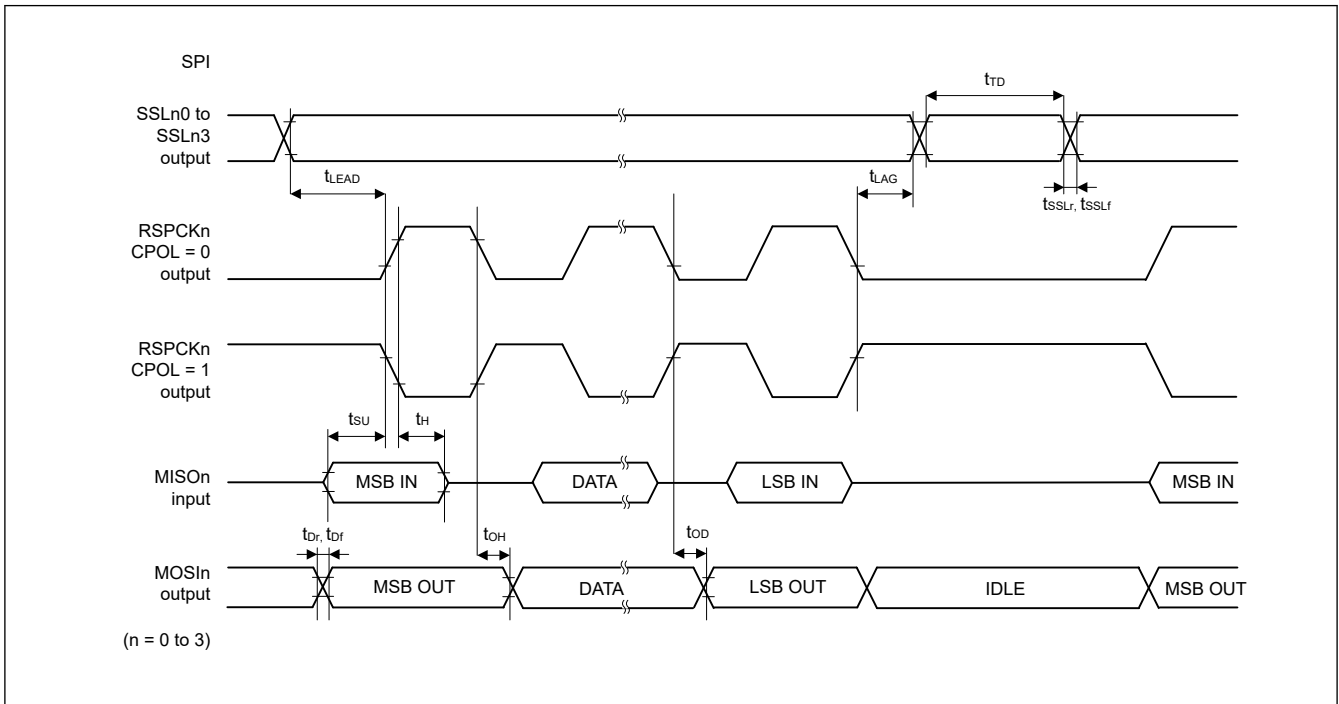 SPI
tTD
SSLn0 to
SSLn3
output
tLEAD
tLAG
tSSLr, tSSLf
RSPCKn
CPOL = 0
output
RSPCKn
CPOL = 1
output
tSU
tH
MISOn
input
MSB IN
DATA
LSB IN
MSB IN
tDr, tDf
tOH
tOD
MOSIn
output
MSB OUT
DATA
LSB OUT
IDLE
MSB OUT
(n = 0 to 3)